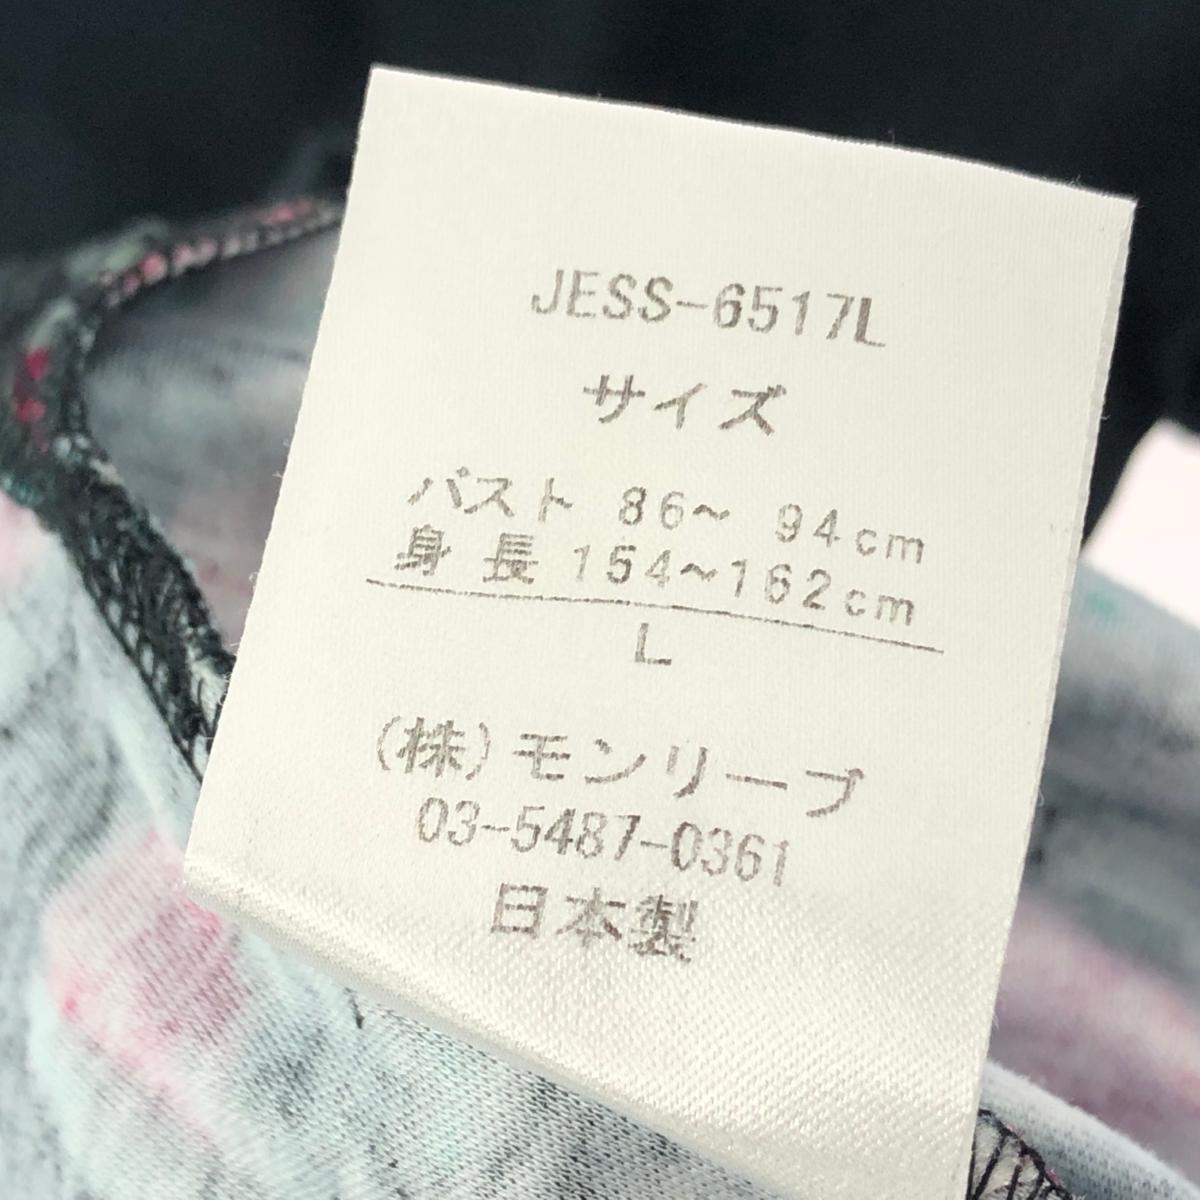 JESS-6517L
サイズ
バスト 86～ 94cm
身 長 154～162cm
L
(株)モンリーブ
03-5487-0361
日本製